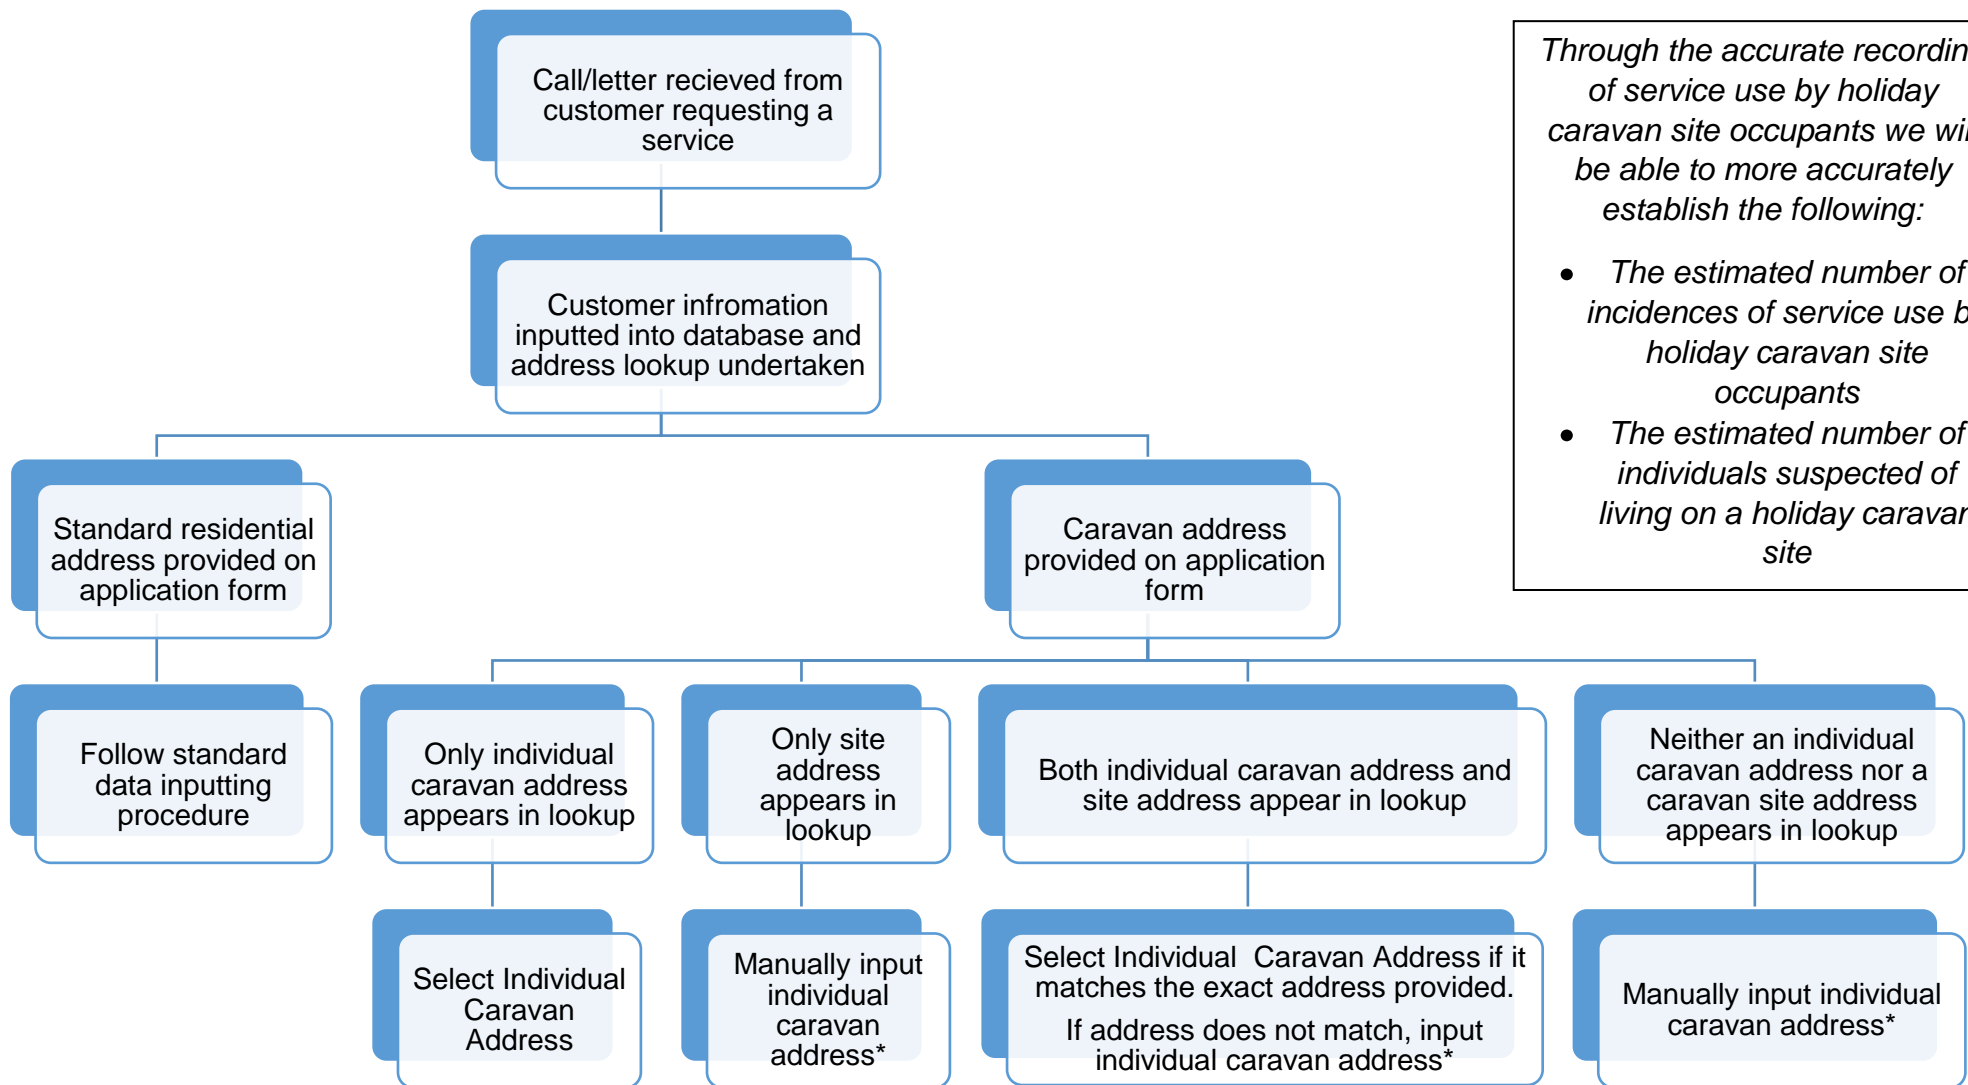 Call/letter recieved from
customer requesting a
service
Through the accurate recordin
of service use by holiday
caravan site occupants we wil
be able to more accurately
establish the following:
• The estimated number of
incidences of service use b
holiday caravan site
occupants
• The estimated number of
individuals suspected of
living on a holiday caravan
site
Customer infromation
inputted into database and
address lookup undertaken
Standard residential
address provided on
application form
Caravan address
provided on application
form
Follow standard
data inputting
procedure
Only individual
caravan address
appears in lookup
Only site
address
appears in
lookup
Both individual caravan address and
site address appear in lookup
Neither an individual
caravan address nor a
caravan site address
appears in lookup
Select Individual
Caravan
Address
Manually input
individual
caravan
address*
Select Individual  Caravan Address if it
matches the exact address provided.
If address does not match, input
individual caravan address*
Manually input individual
caravan address*